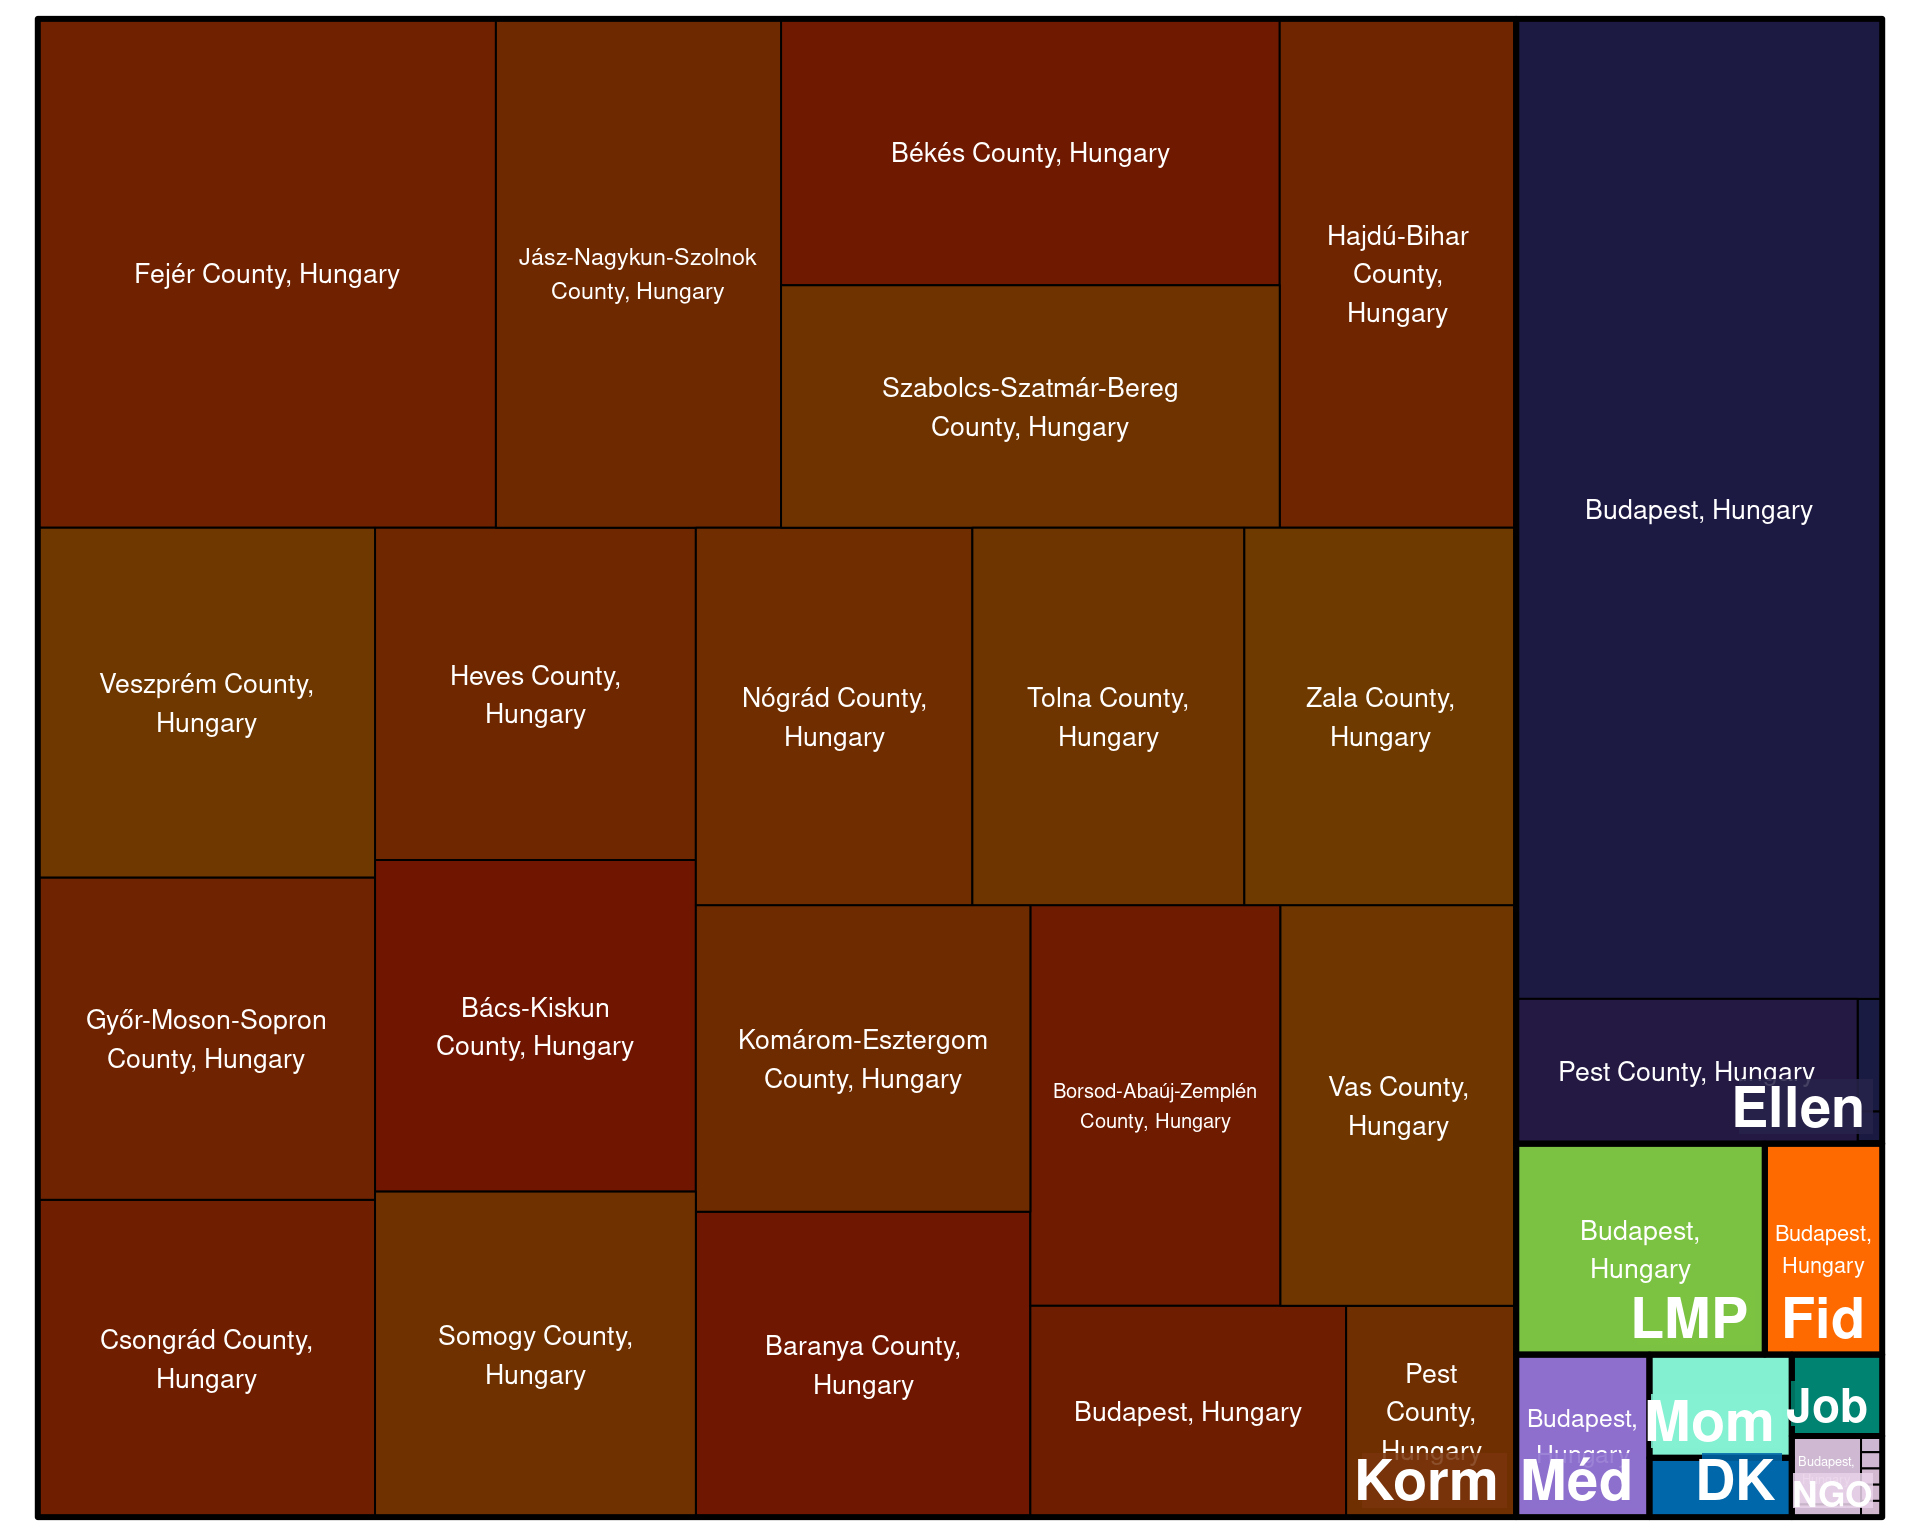 Fejér County, Hungary
Jász-Nagykun-Szolnok
County, Hungary
Békés County, Hungary
Szabolcs-Szatmár-Bereg
County, Hungary
Hajdú-Bihar
County,
Hungary
Veszprém County,
Hungary
Heves County,
Hungary
Nógrád County,
Hungary
Tolna County,
Hungary
Zala County,
Hungary
Győr-Moson-Sopron
County, Hungary
Bács-Kiskun
County, Hungary
Komárom-Esztergom
County, Hungary
Borsod-Abaúj-Zemplén
County, Hungary
Vas County,
Hungary
Csongrád County,
Hungary
Somogy County,
Hungary
Baranya County,
Hungary
Budapest, Hungary
Pest
County,
Hungary
Korm
Budapest, Hungary
Pest County, Hungary
Ellen
Budapest,
Hungary
LMP
Budapest,
Hungary
Fid
Budapest,
Hungary
Méd
Mom
DK
Job
Budapest,
NGO